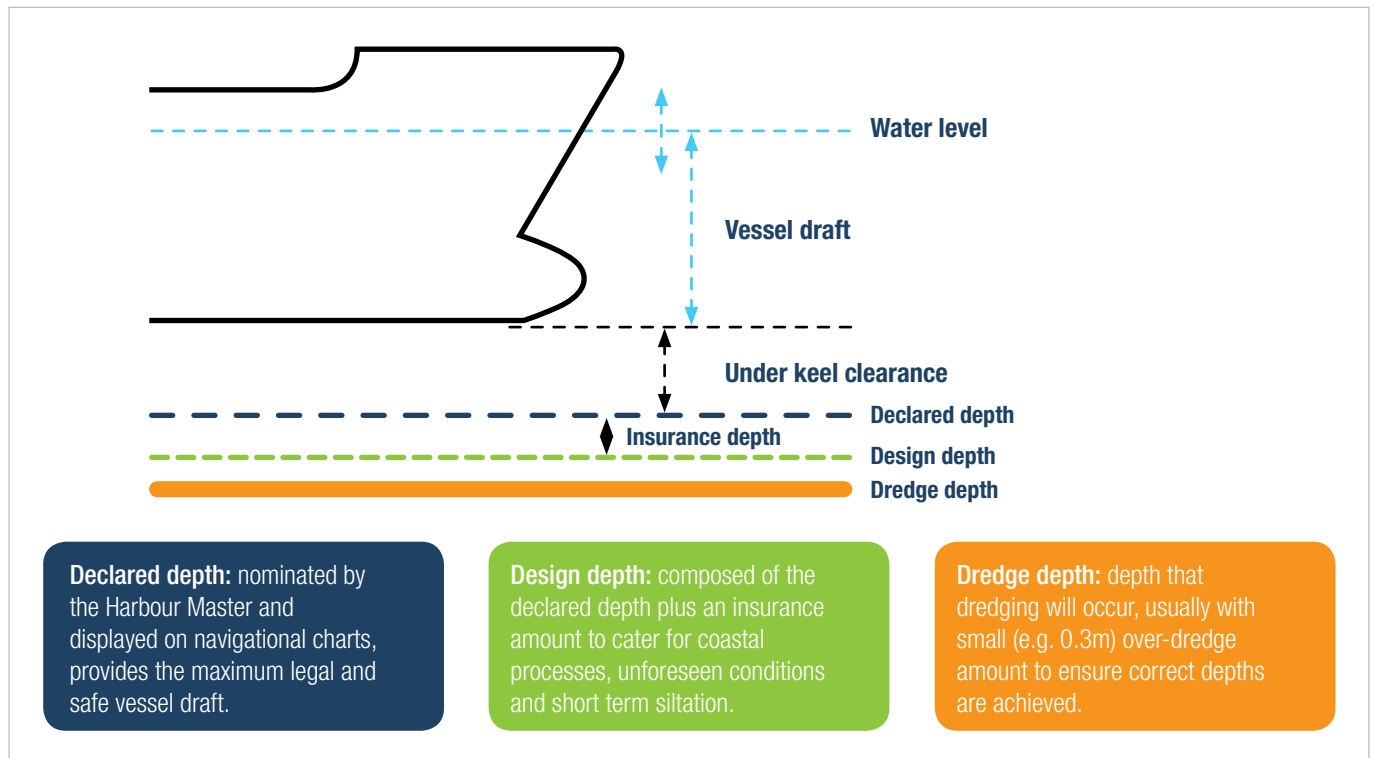 Water level
Vessel draft
Under keel clearance
Declared depth
Insurance depth
Design depth
Dredge depth
Declared depth: nominated by
the Harbour Master and
displayed on navigational charts,
provides the maximum legal and
safe vessel draft.
Design depth: composed of the
declared depth plus an insurance
amount to cater for coastal
processes, unforeseen conditions
and short term siltation.
Dredge depth: depth that
dredging will occur, usually with
small (e.g. 0.3m) over-dredge
amount to ensure correct depths
are achieved.